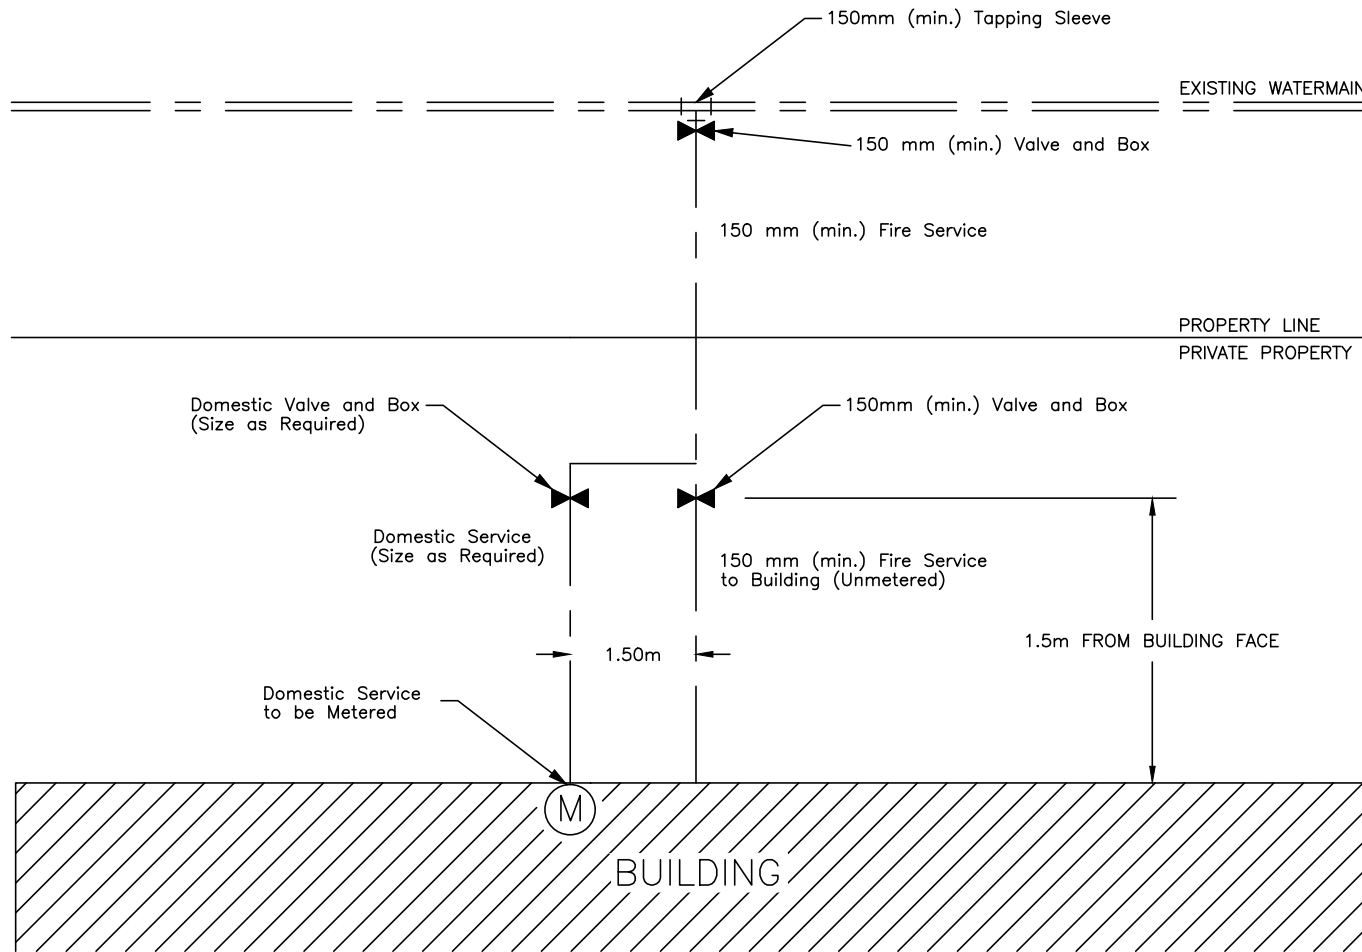 150mm (min.) Tapping Sleeve
EXISTING WATERMAIN
150 mm (min.) Valve and Box
150 mm (min.) Fire Service
PROPERTY LINE
PRIVATE PROPERTY
Domestic Valve and Box
(Size as Required)
150mm (min.) Valve and Box
Domestic Service
(Size as Required)
150 mm (min.) Fire Service
to Building (Unmetered)
1.50m
1.5m FROM BUILDING FACE
Domestic Service
to be Metered
M
BUILDING